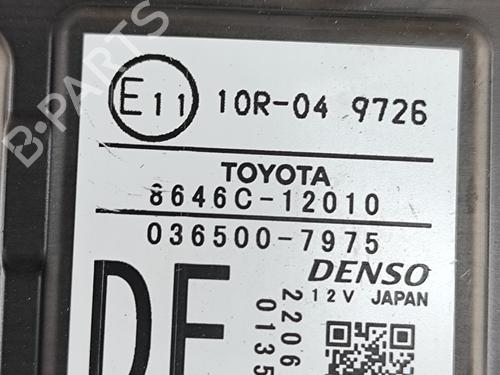 E11 10R-04 9726
TOYOTA
8646C-12010
036500-7975
DENSO
12V JAPAN
DE
2206
0135
B-PARTS